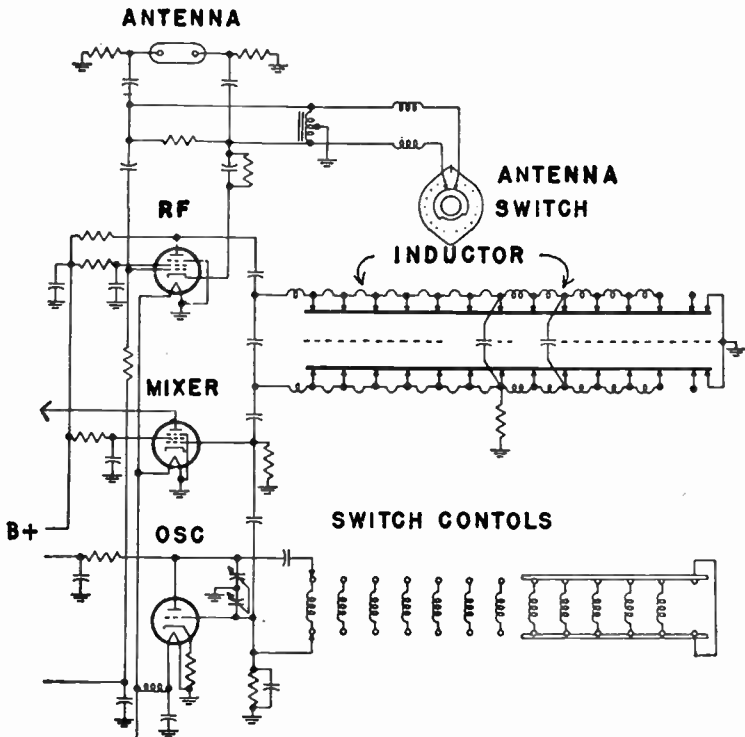 ANTENNA
ANTENNA
SWITCH
RF
INDUCTOR
MIXER
B+
OSC
SWITCH CONTOLS